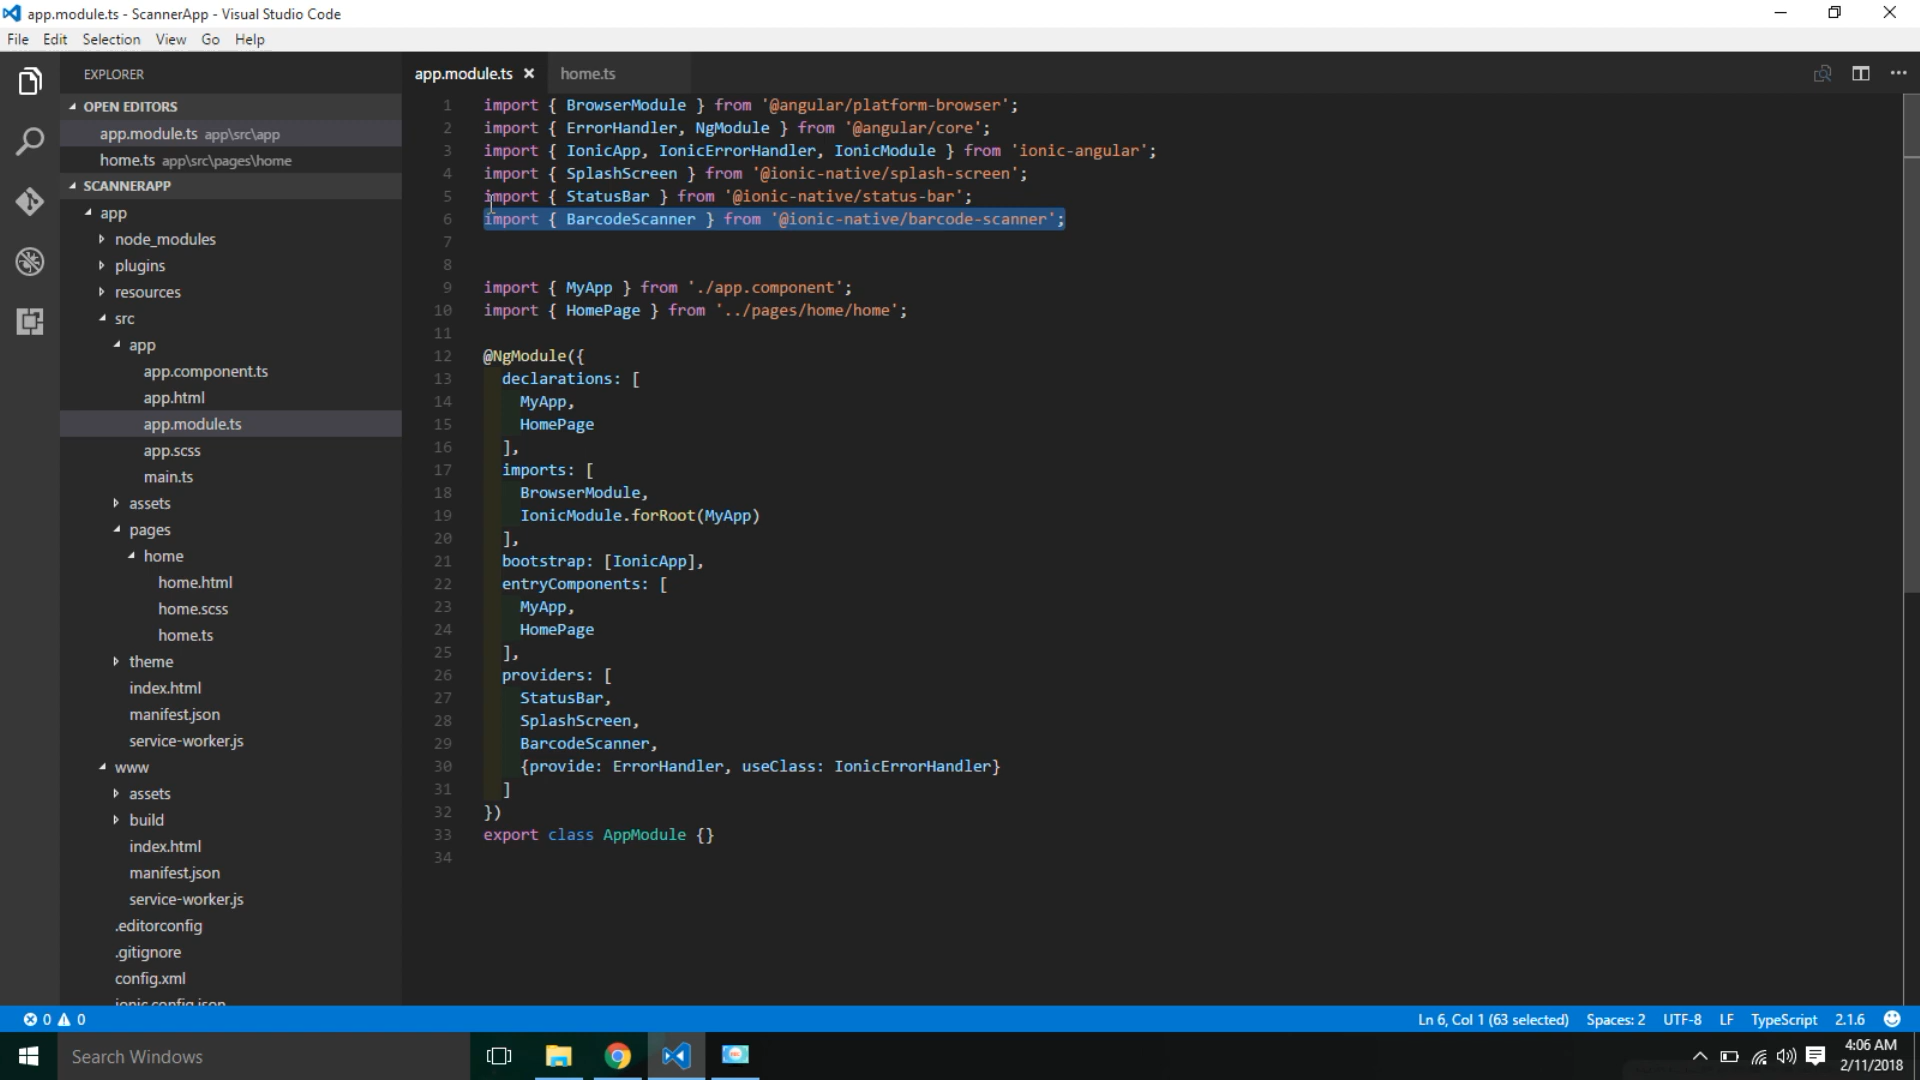 app.module.ts - ScannerApp - Visual Studio Code
File Edit Selection View Go Help
EXPLORER
OPEN EDITORS
app.module.ts app\src\app
home.ts app\src\pages\home
SCANNERAPP
app
node_modules
plugins
resources
src
app
app.component.ts
app.html
app.module.ts
app.scss
main.ts
assets
pages
home
home.html
home.scss
home.ts
theme
index.html
manifest.json
service-worker.js
www
assets
build
index.html
manifest.json
service-worker.js
.editorconfig
.gitignore
config.xml
ionic.config.json
app.module.ts home.ts
1 import { BrowserModule } from '@angular/platform-browser';
2 import { ErrorHandler, NgModule } from '@angular/core';
3 import { IonicApp, IonicErrorHandler, IonicModule } from 'ionic-angular';
4 import { SplashScreen } from '@ionic-native/splash-screen';
5 import { StatusBar } from '@ionic-native/status-bar';
6 import { BarcodeScanner } from '@ionic-native/barcode-scanner';
7
8
9 import { MyApp } from './app.component';
10 import { HomePage } from '../pages/home/home';
11
12 @NgModule({
13 declarations: [
14 MyApp,
15 HomePage
16 ],
17 imports: [
18 BrowserModule,
19 IonicModule.forRoot(MyApp)
20 ],
21 bootstrap: [IonicApp],
22 entryComponents: [
23 MyApp,
24 HomePage
25 ],
26 providers: [
27 StatusBar,
28 SplashScreen,
29 BarcodeScanner,
30 {provide: ErrorHandler, useClass: IonicErrorHandler}
31 ]
32 })
33 export class AppModule {}
34
0 0
Ln 6, Col 1 (63 selected) Spaces: 2 UTF-8 LF TypeScript 2.1.6
Search Windows
4:06 AM
2/11/2018